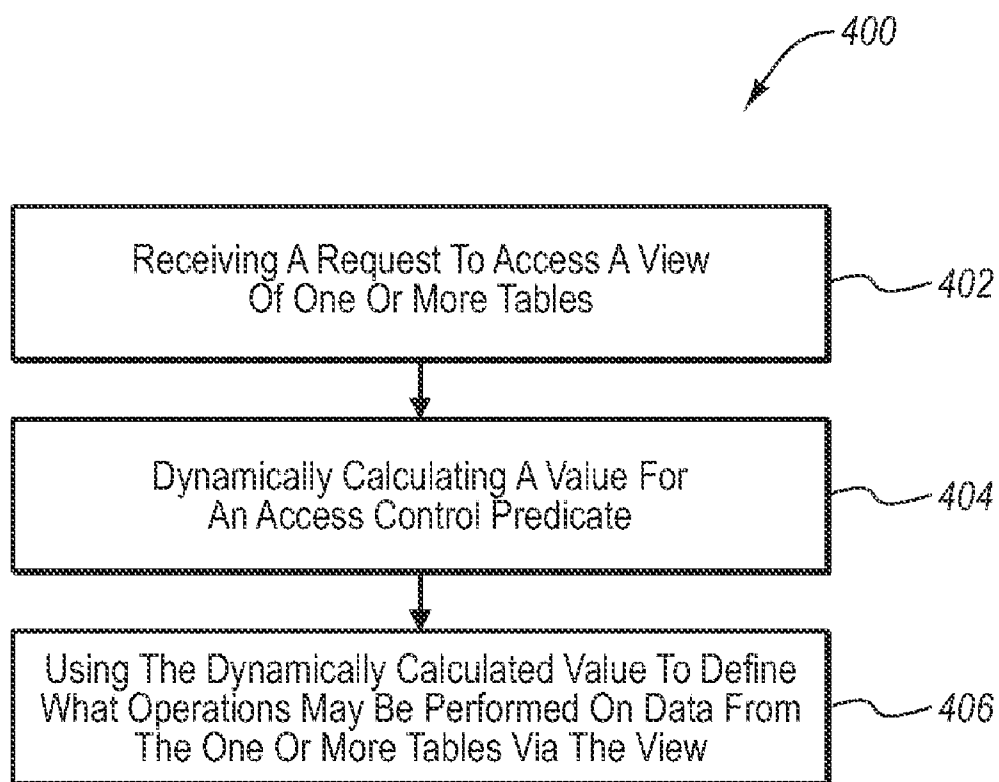 400
Receiving A Request To Access A View
Of One Or More Tables
402
Dynamically Calculating A Value For
An Access Control Predicate
404
Using The Dynamically Calculated Value To Define
What Operations May Be Performed On Data From
The One Or More Tables Via The View
406